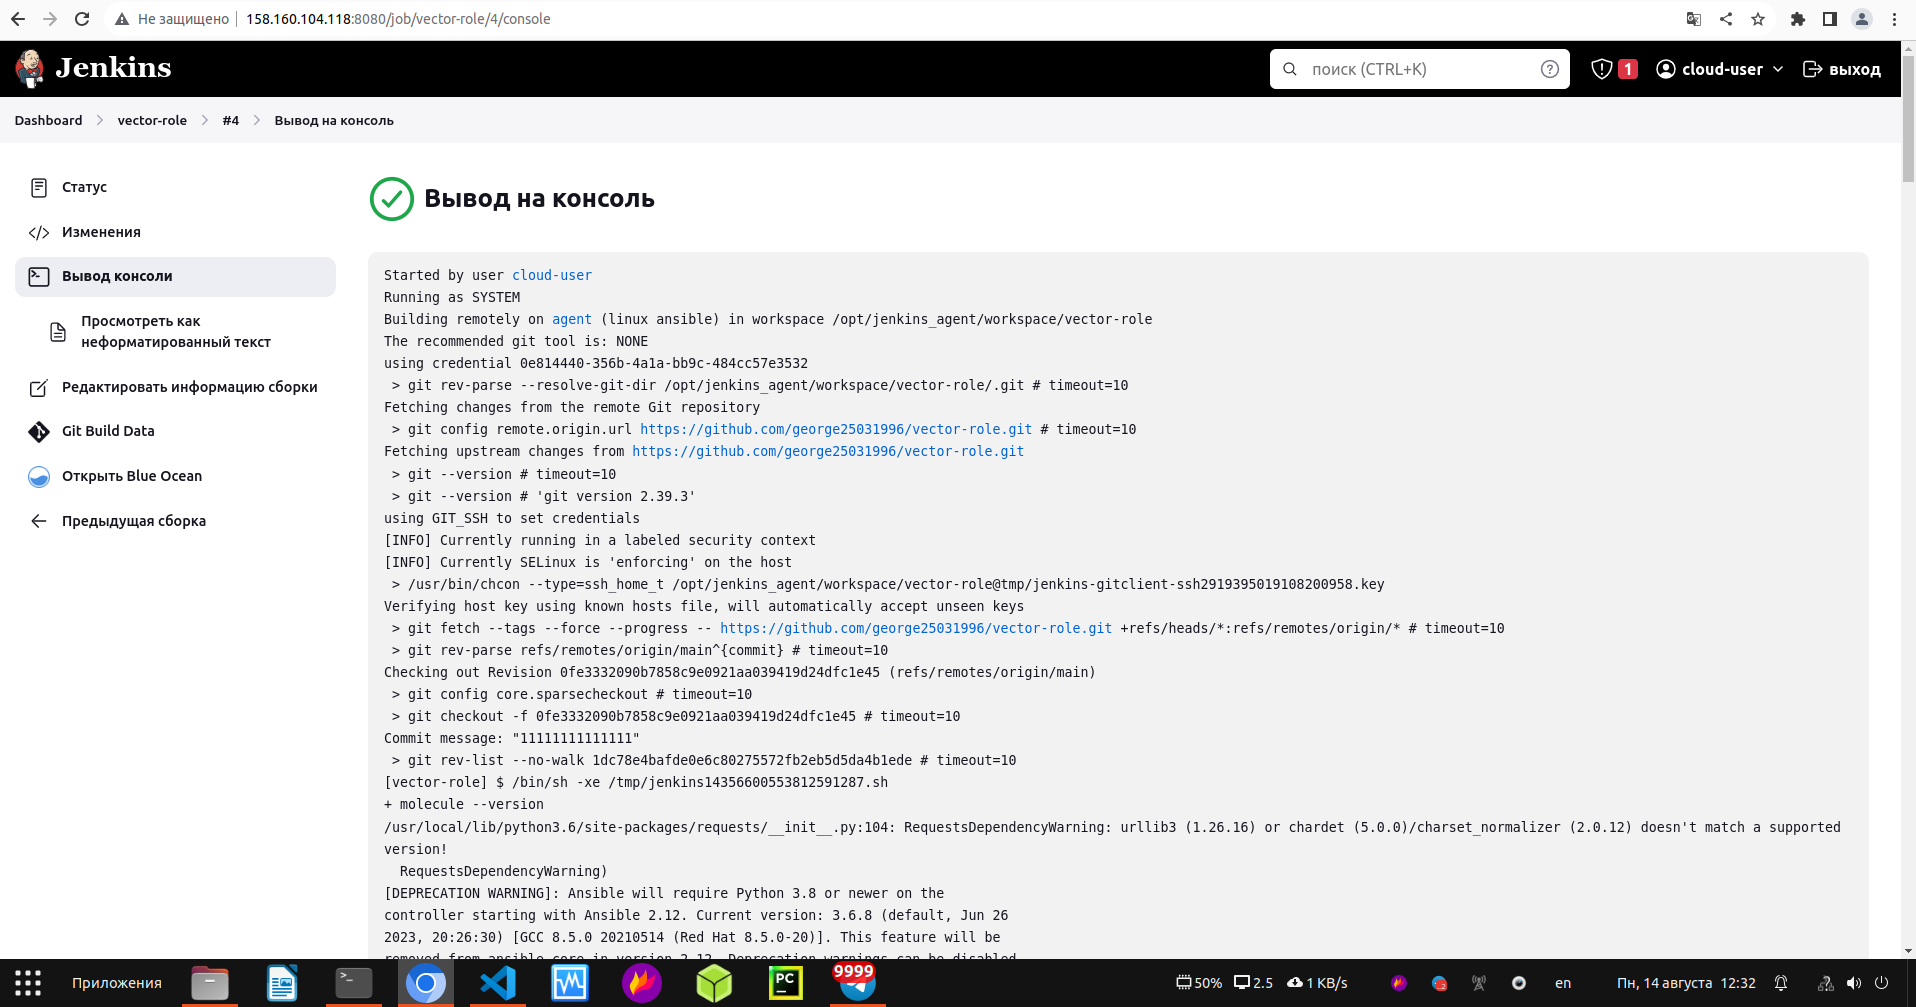 Не защищено 158.160.104.118:8080/job/vector-role/4/console
Jenkins
поиск (CTRL+K)
1
cloud-user
выход
Dashboard
vector-role
#4
Вывод на консоль
Статус
Изменения
Вывод консоли
Просмотреть как
неформатированный текст
Редактировать информацию сборки
Git Build Data
Открыть Blue Ocean
Предыдущая сборка
Вывод на консоль
Started by user cloud-user
Running as SYSTEM
Building remotely on agent (linux ansible) in workspace /opt/jenkins_agent/workspace/vector-role
The recommended git tool is: NONE
using credential 0e814440-356b-4a1a-bb9c-484cc57e3532
> git rev-parse --resolve-git-dir /opt/jenkins_agent/workspace/vector-role/.git # timeout=10
Fetching changes from the remote Git repository
> git config remote.origin.url https://github.com/george25031996/vector-role.git # timeout=10
Fetching upstream changes from https://github.com/george25031996/vector-role.git
> git --version # timeout=10
> git --version # 'git version 2.39.3'
using GIT_SSH to set credentials
[INFO] Currently running in a labeled security context
[INFO] Currently SELinux is 'enforcing' on the host
> /usr/bin/chcon --type=ssh_home_t /opt/jenkins_agent/workspace/vector-role@tmp/jenkins-gitclient-ssh2919395019108200958.key
Verifying host key using known hosts file, will automatically accept unseen keys
> git fetch --tags --force --progress -- https://github.com/george25031996/vector-role.git +refs/heads/*:refs/remotes/origin/* # timeout=10
> git rev-parse refs/remotes/origin/main^{commit} # timeout=10
Checking out Revision 0fe3332090b7858c9e0921aa039419d24dfc1e45 (refs/remotes/origin/main)
> git config core.sparsecheckout # timeout=10
> git checkout -f 0fe3332090b7858c9e0921aa039419d24dfc1e45 # timeout=10
Commit message: "11111111111111"
> git rev-list --no-walk 1dc78e4bafde0e6c80275572fb2eb5d5da4b1ede # timeout=10
[vector-role] $ /bin/sh -xe /tmp/jenkins14356600553812591287.sh
+ molecule --version
/usr/local/lib/python3.6/site-packages/requests/__init__.py:104: RequestsDependencyWarning: urllib3 (1.26.16) or chardet (5.0.0)/charset_normalizer (2.0.12) doesn't match a supported
version!
RequestsDependencyWarning)
[DEPRECATION WARNING]: Ansible will require Python 3.8 or newer on the
controller starting with Ansible 2.12. Current version: 3.6.8 (default, Jun 26
2023, 20:26:30) [GCC 8.5.0 20210514 (Red Hat 8.5.0-20)]. This feature will be
removed from ansible-core in version 2.12. Deprecation warnings can be disabled
Приложения
PC
9999
50%
2.5
1 KB/s
en
Пн, 14 августа 12:32